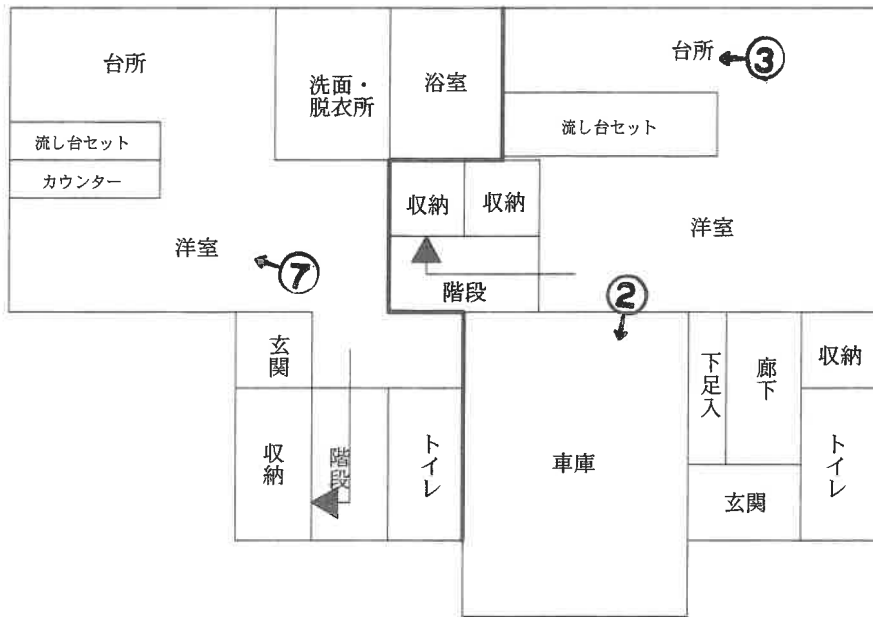 台所
洗面・
脱衣所
浴室
台所
③
流し台セット
カウンター
流し台セット
収納
収納
洋室
⑦
洋室
階段
②
玄関
収納
階段
トイレ
車庫
下足入
廊下
収納
玄関
トイレ